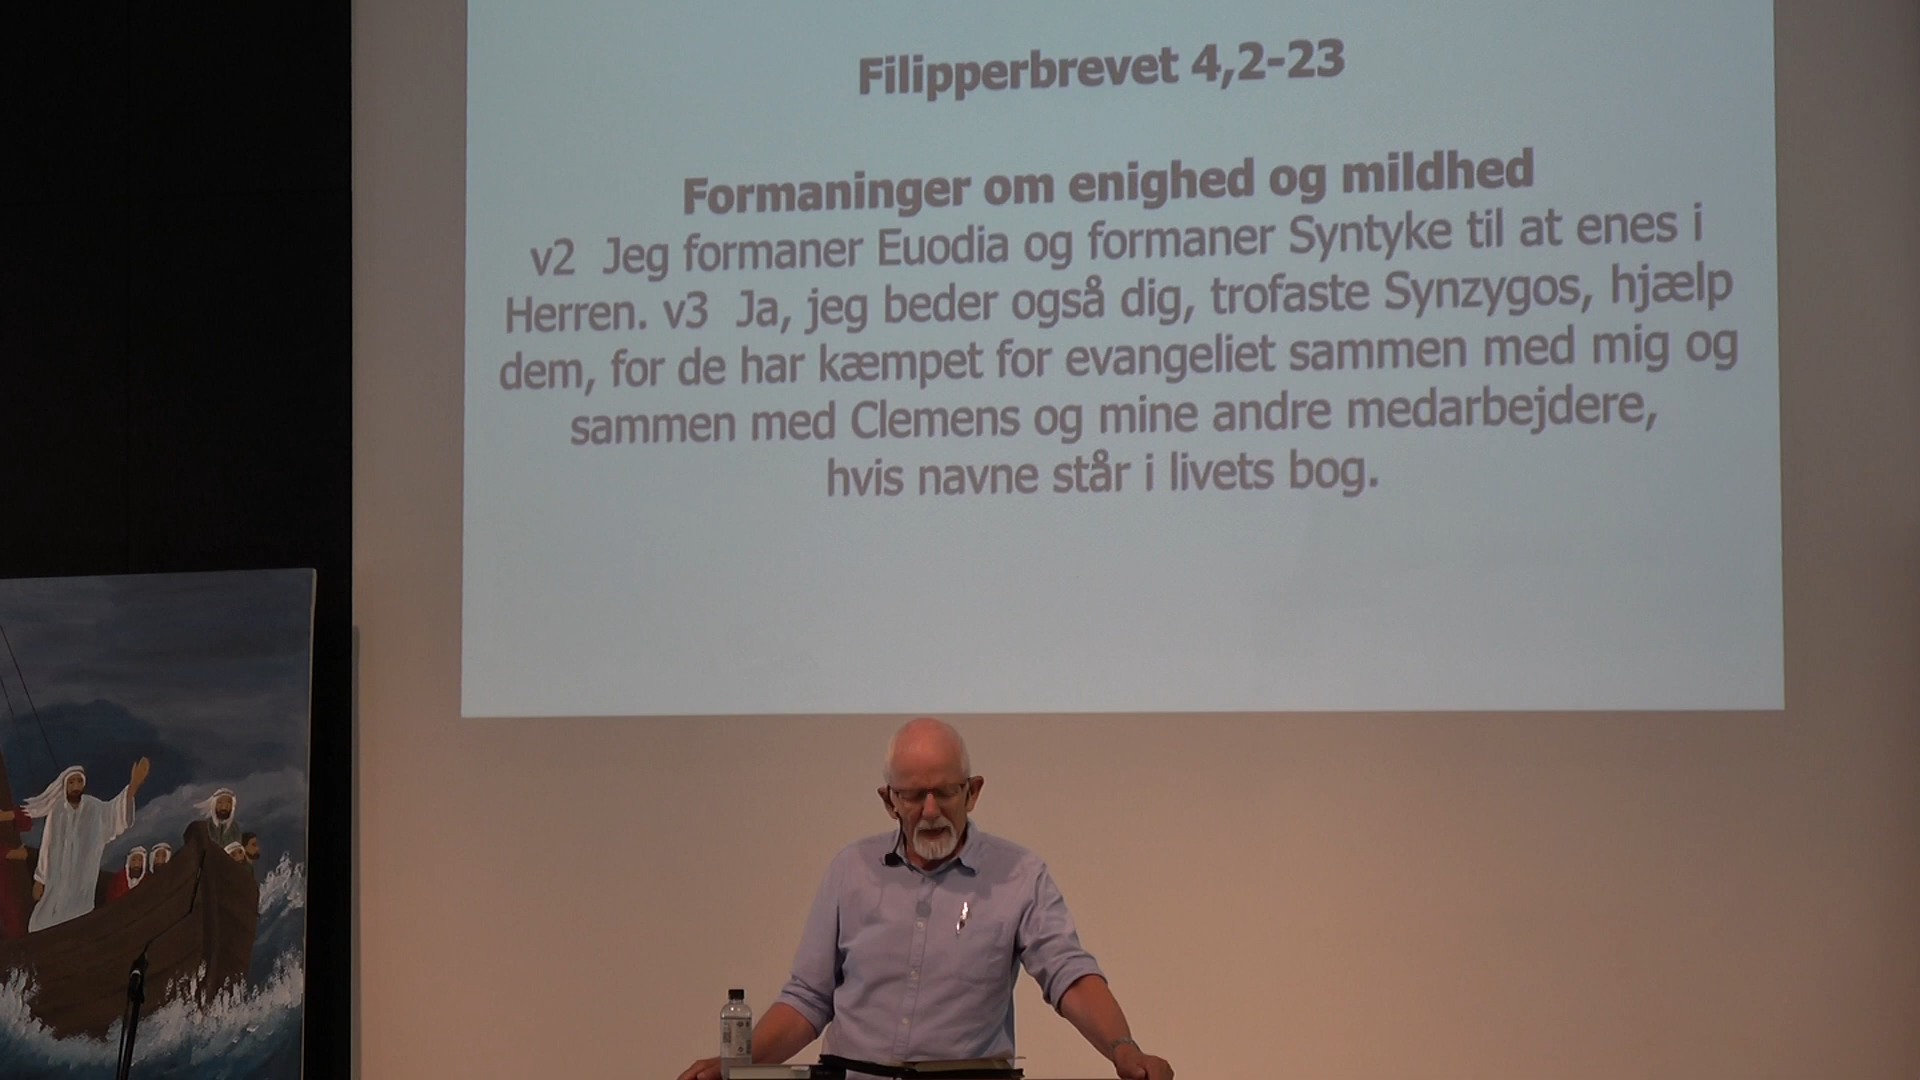 Filipperbrevet 4,2-23
Formaninger om enighed og mildhed
v2 Jeg formaner Euodia og formaner Syntyke til at enes i
Herren. v3 Ja, jeg beder også dig, trofaste Synzygos, hjælp
dem, for de har kæmpet for evangeliet sammen med mig og
sammen med Clemens og mine andre medarbejdere,
hvis navne står i livets bog.